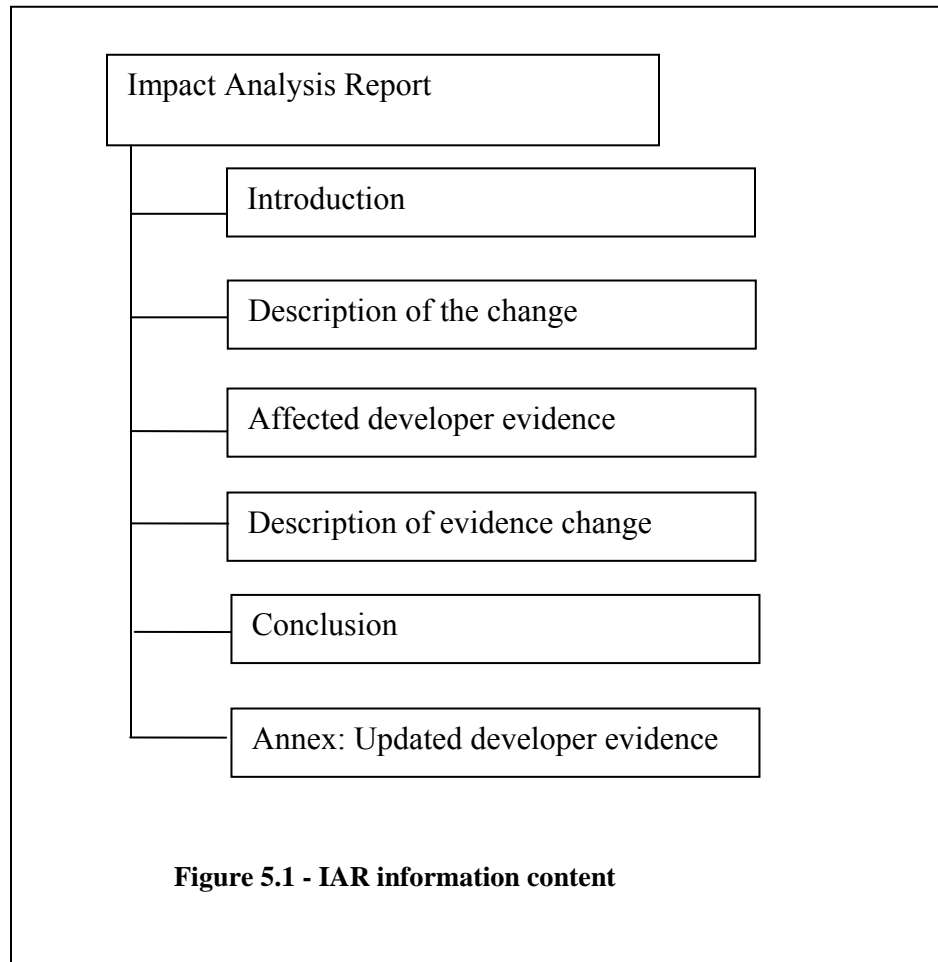 Impact Analysis Report
Introduction
Description of the change
Affected developer evidence
Description of evidence change
Conclusion
Annex: Updated developer evidence
Figure 5.1 - IAR information content